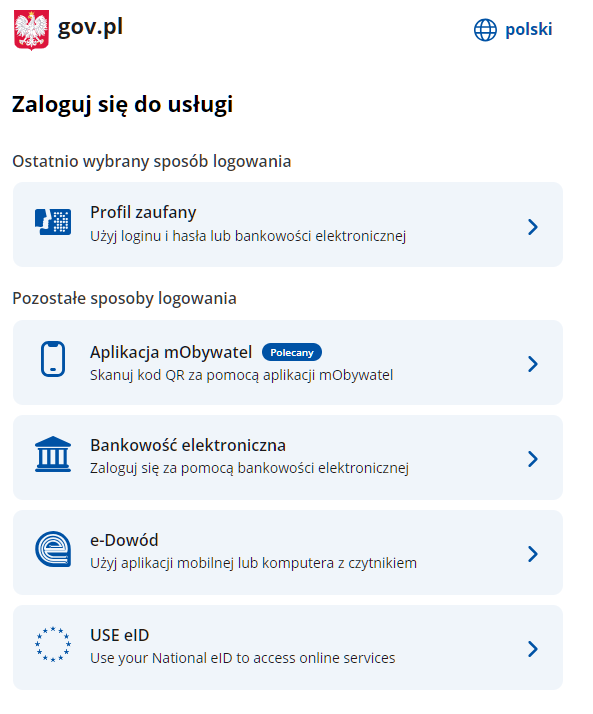 gov.pl
polski
Zaloguj się do usługi
Ostatnio wybrany sposób logowania
Profil zaufany
Użyj loginu i hasła lub bankowości elektronicznej
Pozostałe sposoby logowania
Aplikacja mObywatel Polecany
Skanuj kod QR za pomocą aplikacji mObywatel
Bankowość elektroniczna
Zaloguj się za pomocą bankowości elektronicznej
e-Dowód
Użyj aplikacji mobilnej lub komputera z czytnikiem
USE eID
Use your National eID to access online services